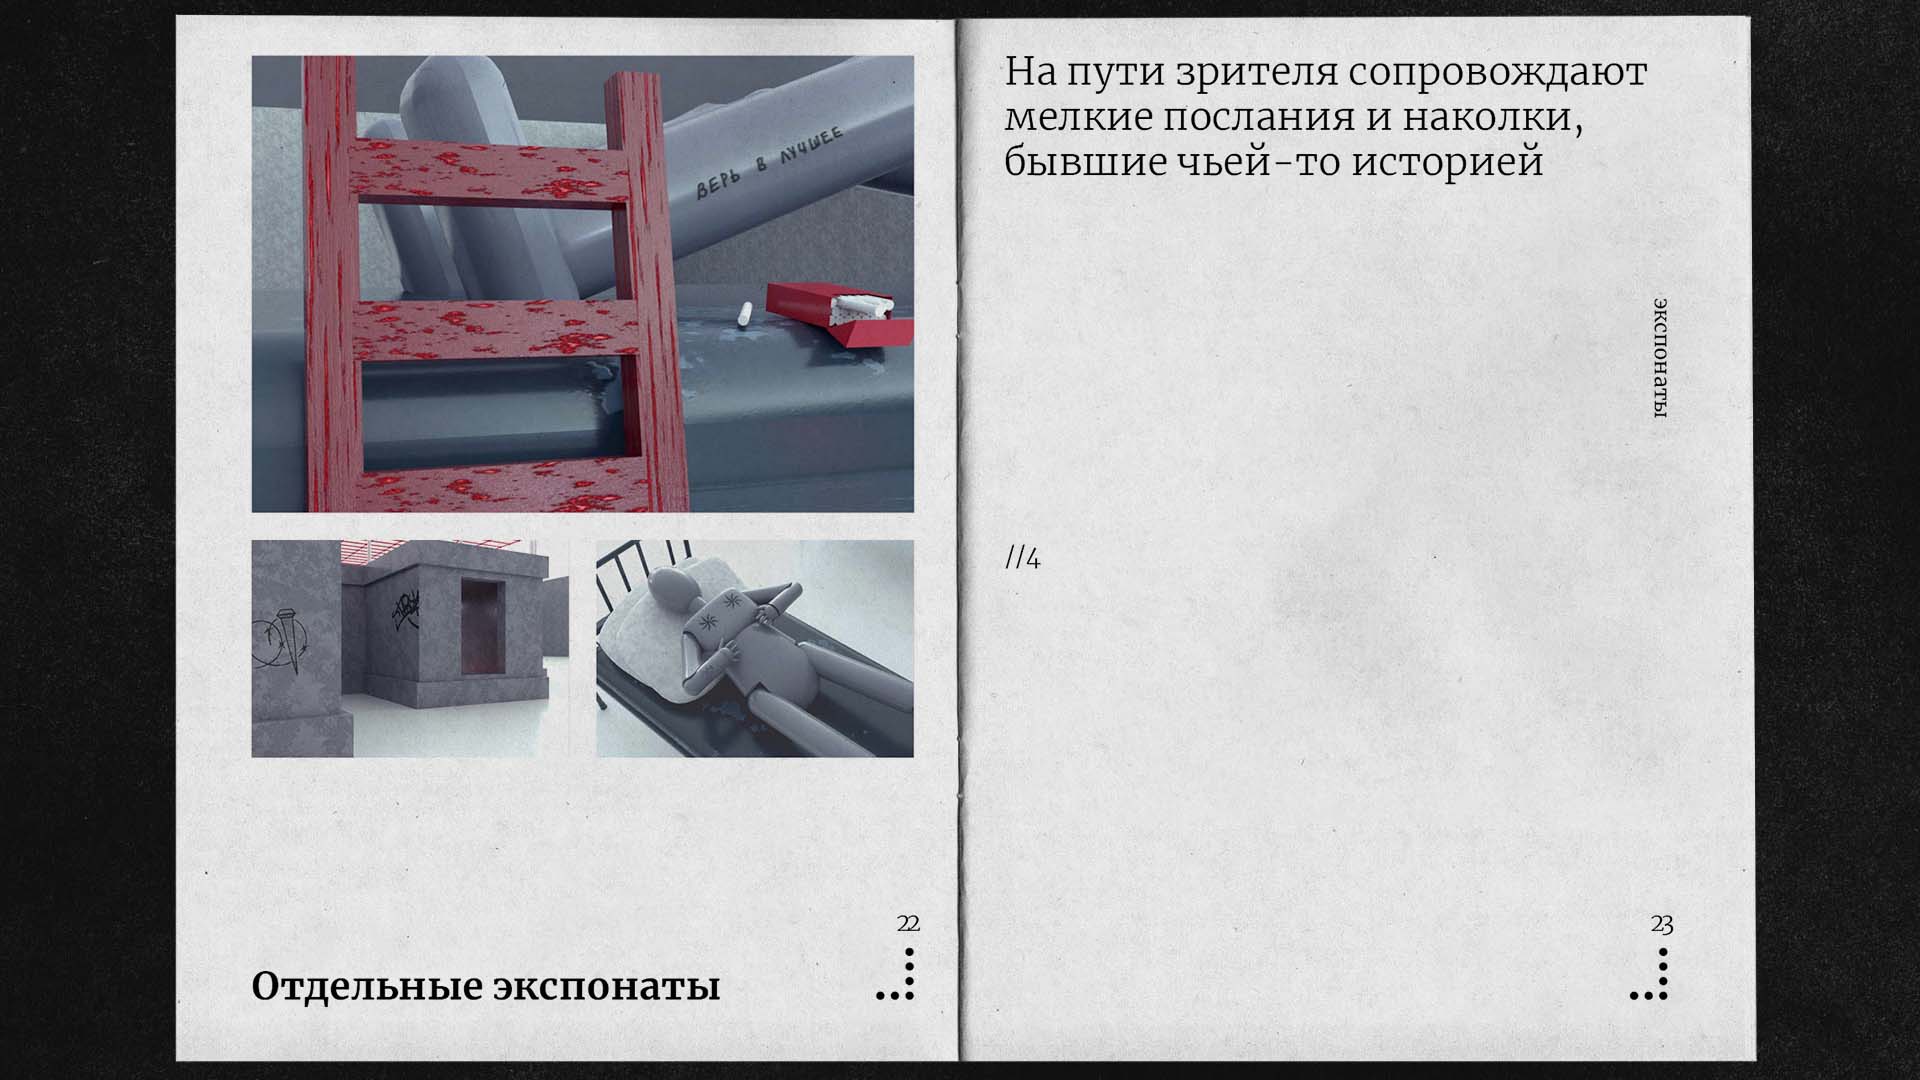 ВЕРЬ В ЛУЧШЕЕ
22
Отдельные экспонаты
На пути зрителя сопровождают
мелкие послания и наколки,
бывшие чьей-то историей
экспонаты
//4
23